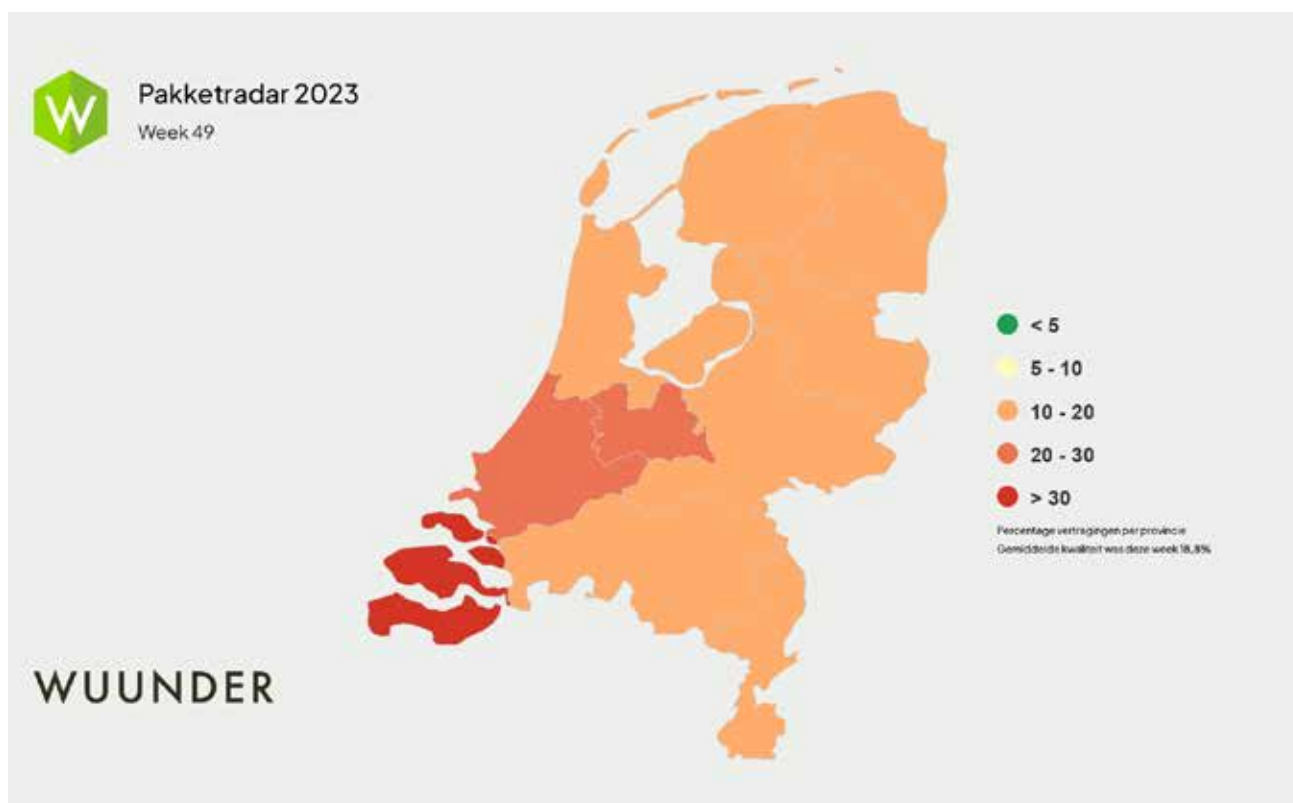 W
Pakketradar 2023
Week 49
< 5
5 - 10
10 - 20
20 - 30
> 30
Percentage vertragingen per provincie
Gemiddelde kwaliteit was deze week 18,8%
WUUNDER